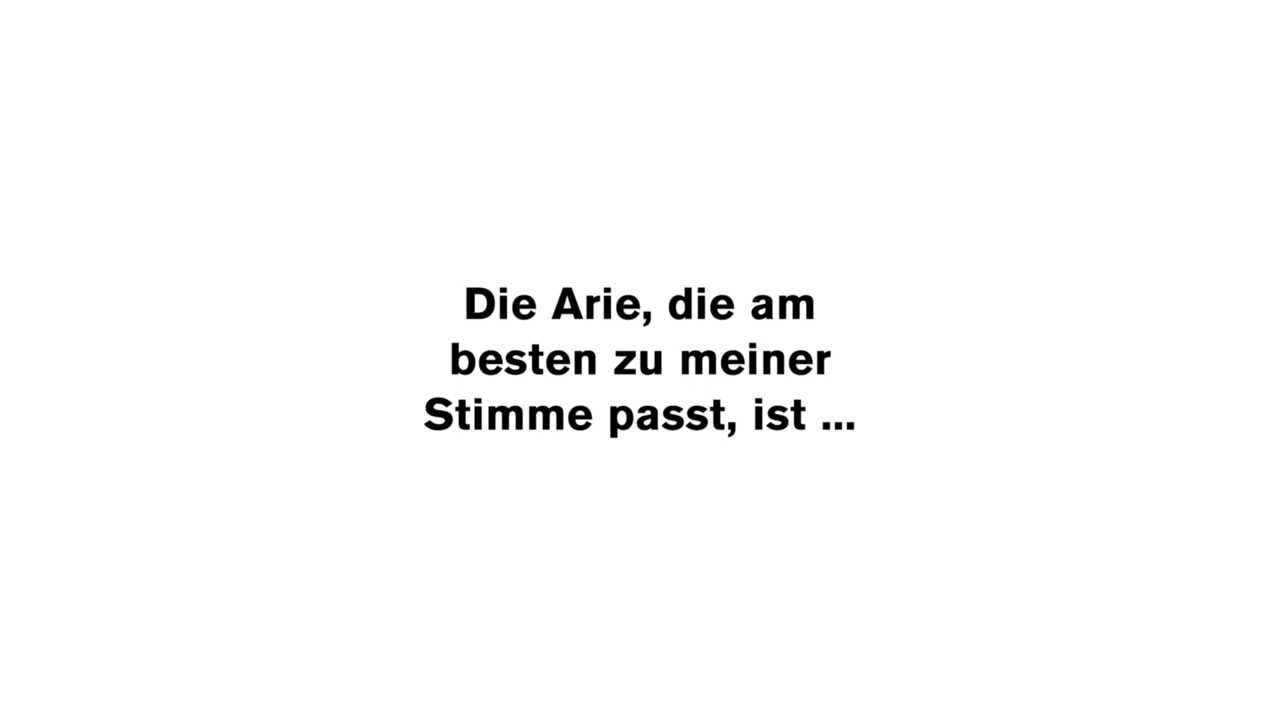 Die Arie, die am
besten zu meiner
Stimme passt, ist ...